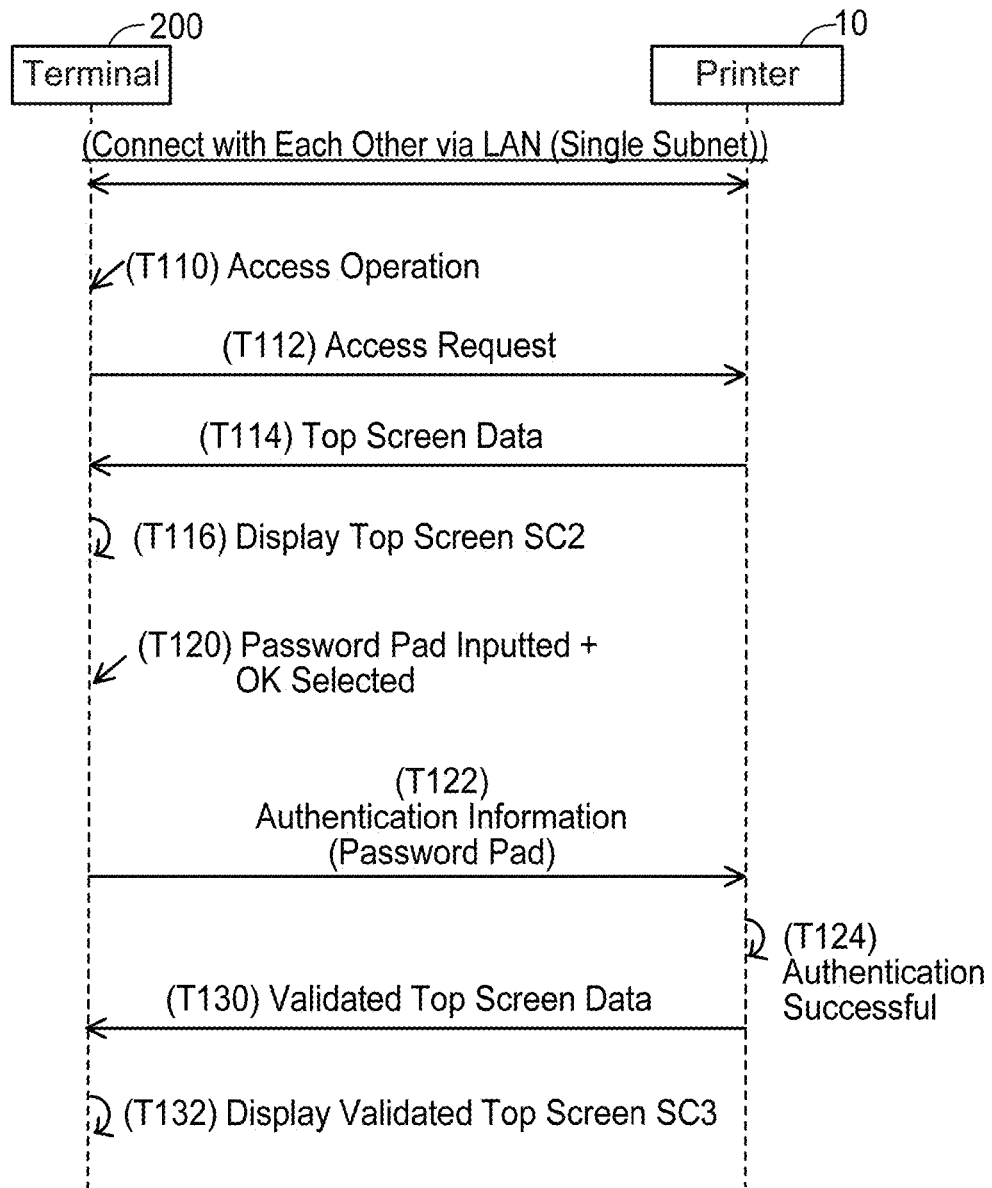 200
10
Terminal
Printer
(Connect with Each Other via LAN (Single Subnet))
(T110) Access Operation
(T112) Access Request
(T114) Top Screen Data
(T116) Display Top Screen SC2
(T120) Password Pad Inputted +
OK Selected
(T122)
Authentication Information
(Password Pad)
(T124)
Authentication
Successful
(T130) Validated Top Screen Data
(T132) Display Validated Top Screen SC3